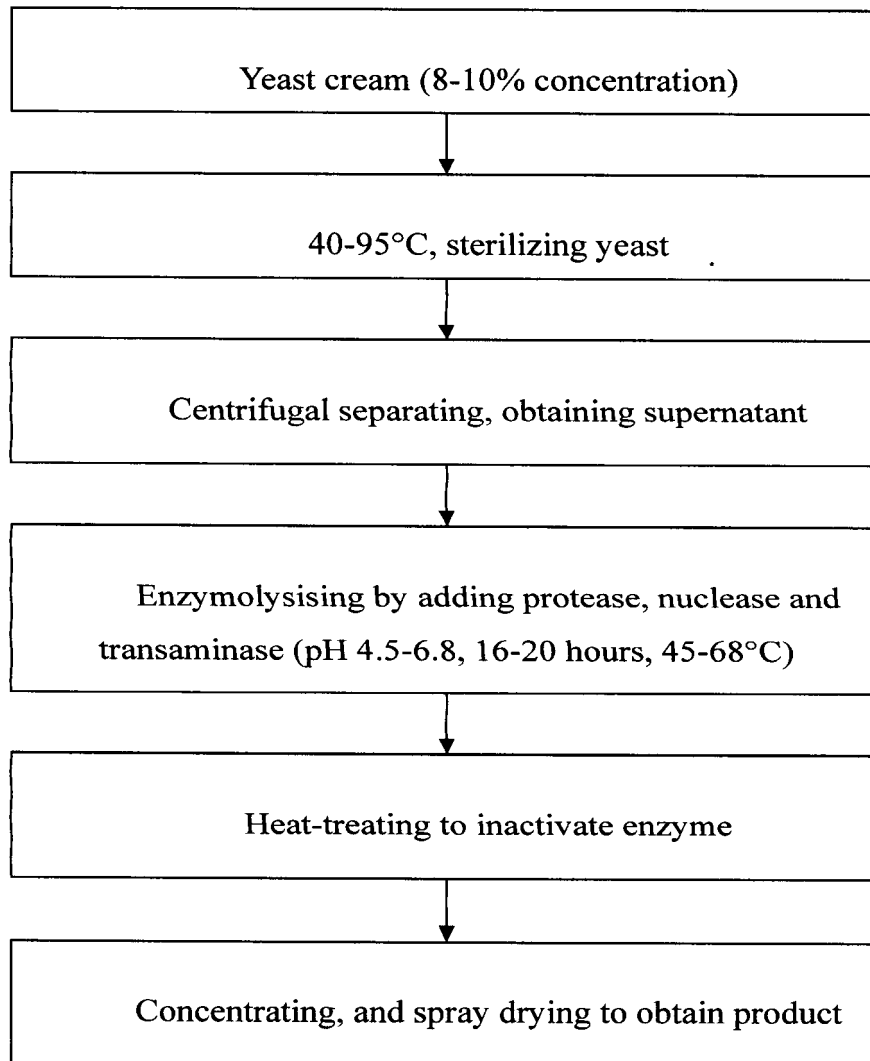 Yeast cream (8-10% concentration)
40-95°C, sterilizing yeast
Centrifugal separating, obtaining supernatant
Enzymolysising by adding protease, nuclease and
transaminase (pH 4.5-6.8, 16-20 hours, 45-68°C)
Heat-treating to inactivate enzyme
Concentrating, and spray drying to obtain product